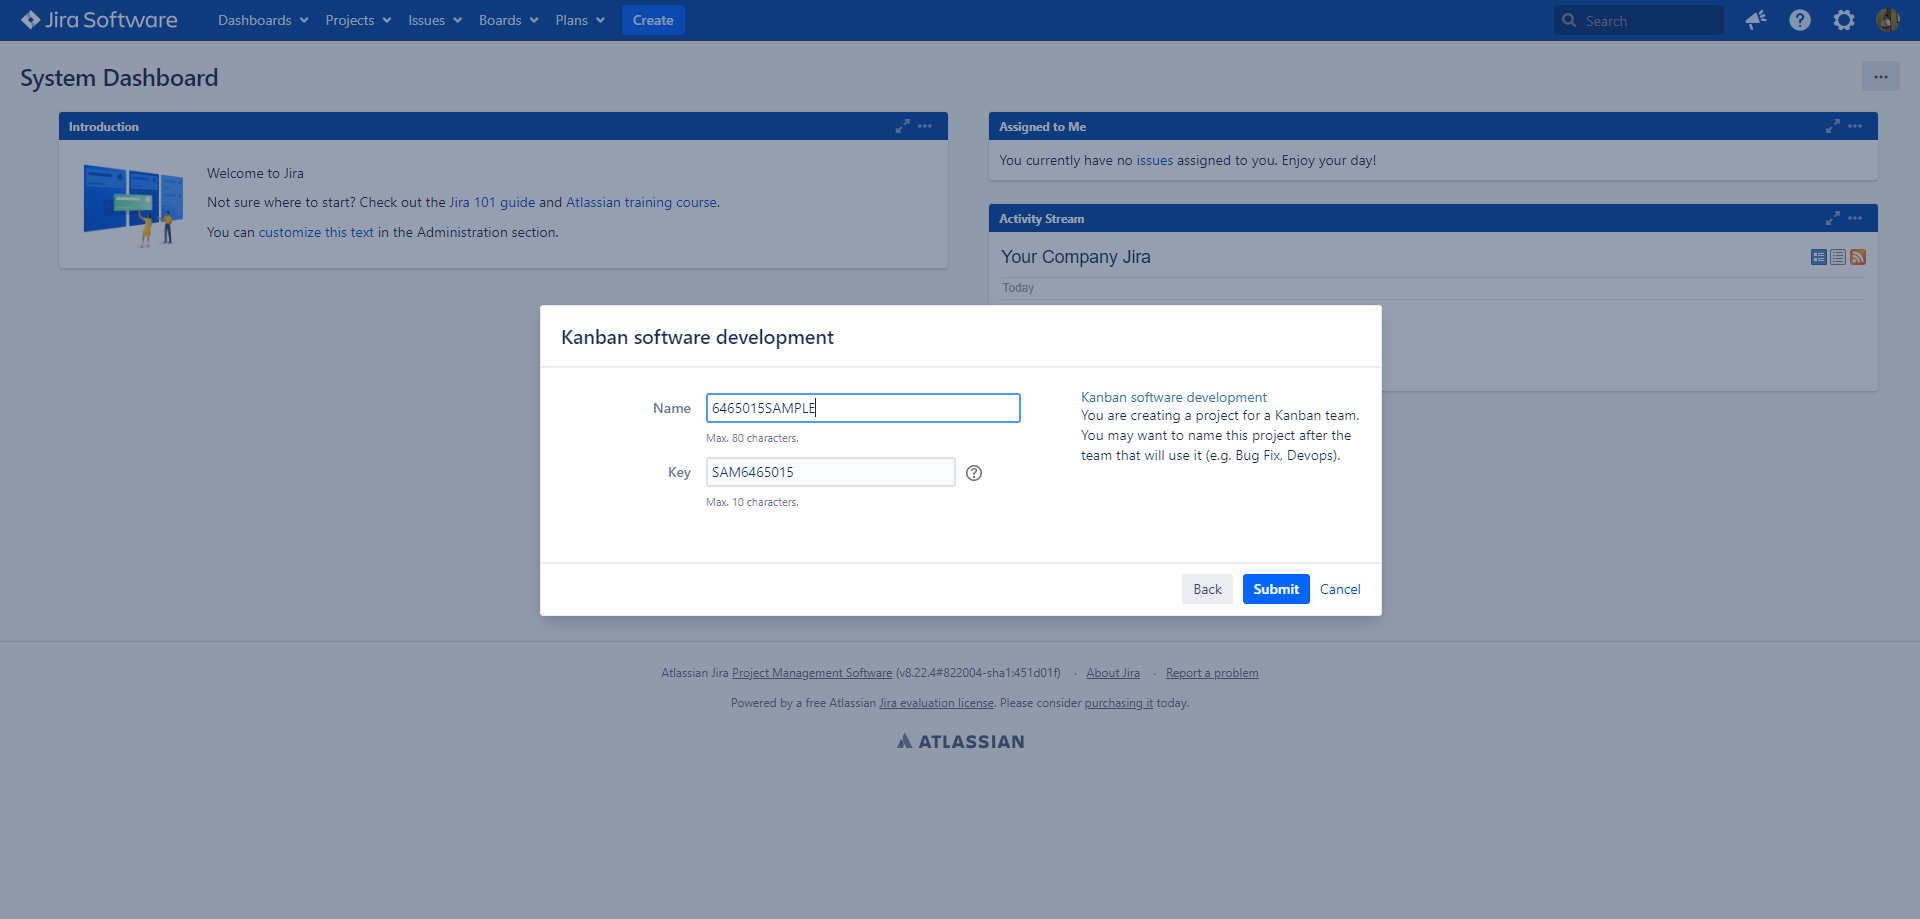 Jira Software
Dashboards
Projects
Issues
Boards
Plans
Create
Search
System Dashboard
Introduction
Welcome to Jira
Not sure where to start? Check out the Jira 101 guide and Atlassian training course.
You can customize this text in the Administration section.
Assigned to Me
You currently have no issues assigned to you. Enjoy your day!
Activity Stream
Your Company Jira
Today
Kanban software development
Name
6465015SAMPLE
Max. 80 characters.
Key
SAM6465015
Max. 10 characters.
Kanban software development
You are creating a project for a Kanban team.
You may want to name this project after the
team that will use it (e.g. Bug Fix, Devops).
Back
Submit
Cancel
Atlassian Jira Project Management Software (v8.22.4#822004-sha1:451d01f) · About Jira · Report a problem
Powered by a free Atlassian Jira evaluation license. Please consider purchasing it today.
ATLASSIAN